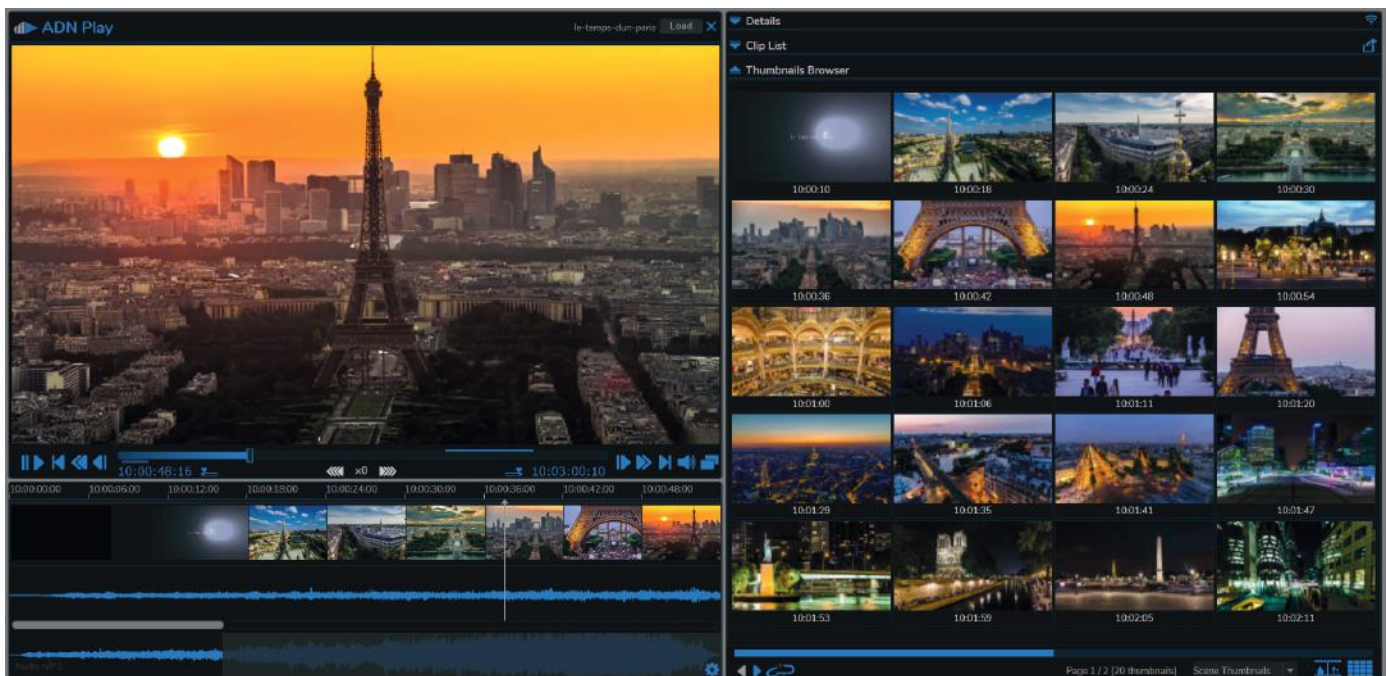 ADN Play
le-temps-dun-paris Load
10:00:48:16 x0 10:03:00:10
10:00:00:00 10:00:06:00 10:00:12:00 10:00:18:00 10:00:24:00 10:00:30:00 10:00:36:00 10:00:42:00 10:00:48:00
Details
Clip List
Thumbnails Browser
10:00:10 10:00:18 10:00:24 10:00:30
10:00:36 10:00:42 10:00:48 10:00:54
10:01:00 10:01:06 10:01:11 10:01:20
10:01:29 10:01:35 10:01:41 10:01:47
10:01:53 10:01:59 10:02:05 10:02:11
Page 1 / 2 [20 thumbnails] Scene Thumbnails